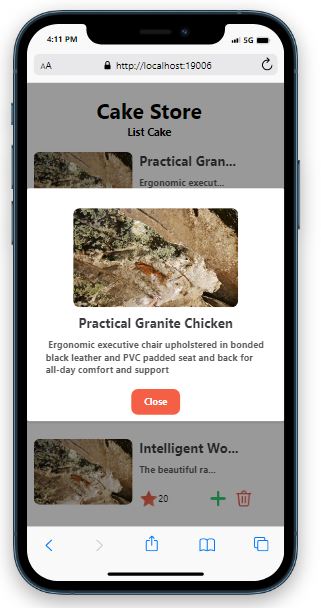 4:11 PM
5G
AA
http://localhost:19006
Cake Store
List Cake
Practical Gran...
Ergonomic execut...
Practical Granite Chicken
Ergonomic executive chair upholstered in bonded
black leather and PVC padded seat and back for
all-day comfort and support
Close
Intelligent Wo...
The beautiful ra...
20